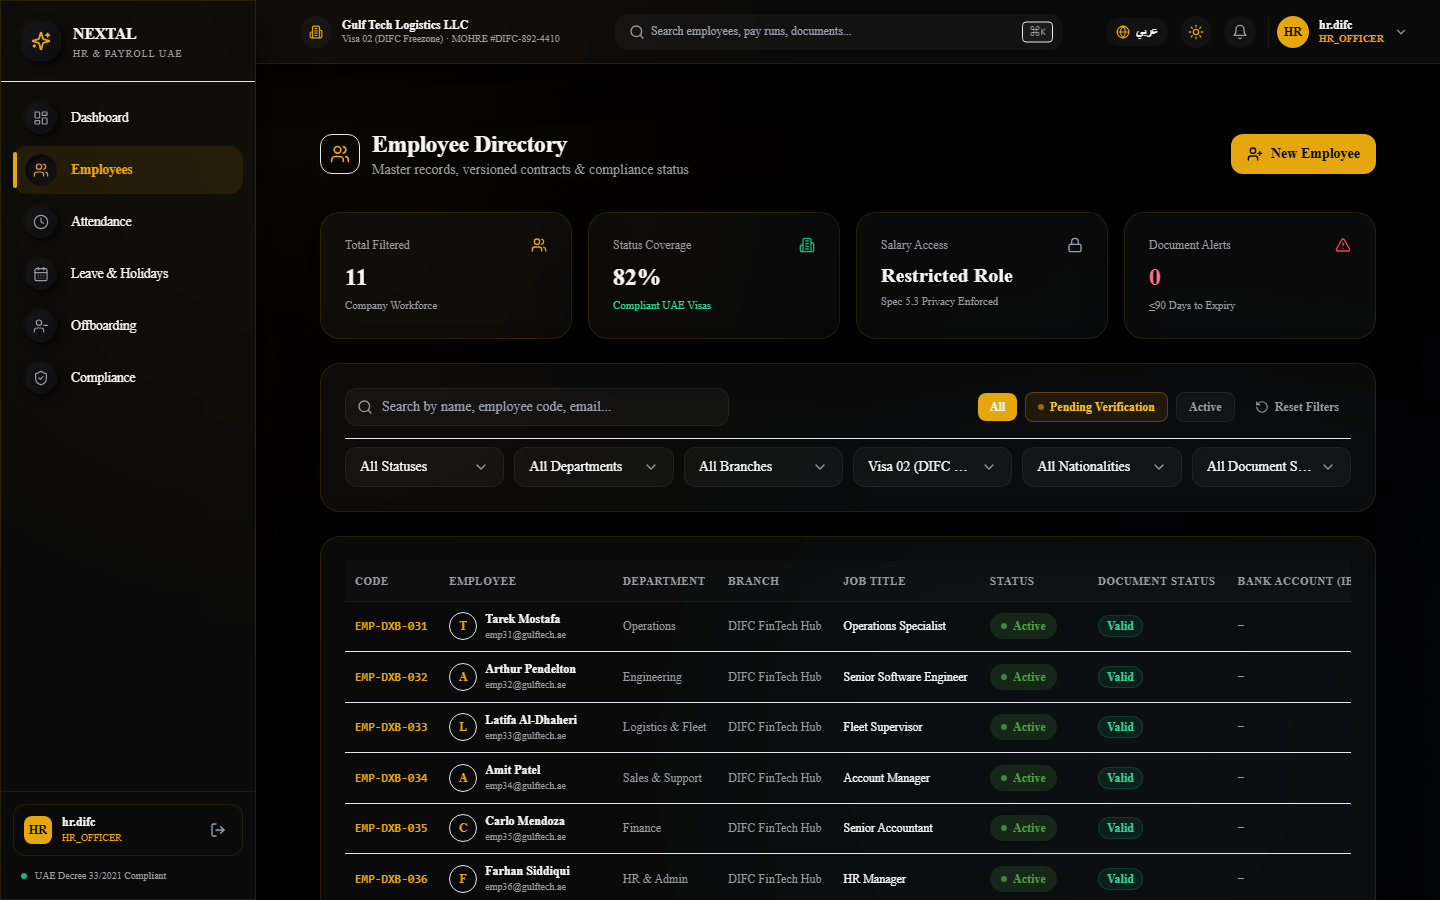 NEXTAL
HR & PAYROLL UAE
Dashboard
Employees
Attendance
Leave & Holidays
Offboarding
Compliance
HR
hr.difc
HR_OFFICER
UAE Decree 33/2021 Compliant
Gulf Tech Logistics LLC
Visa 02 (DIFC Freezone) · MOHRE #DIFC-892-4410
Search employees, pay runs, documents...
⌘K
عربي
HR
hr.difc
HR_OFFICER
Employee Directory
Master records, versioned contracts & compliance status
New Employee
Total Filtered
11
Company Workforce
Status Coverage
82%
Compliant UAE Visas
Salary Access
Restricted Role
Spec 5.3 Privacy Enforced
Document Alerts
0
≤90 Days to Expiry
Search by name, employee code, email...
All
Pending Verification
Active
Reset Filters
All Statuses
All Departments
All Branches
Visa 02 (DIFC ...
All Nationalities
All Document S...
CODE EMPLOYEE DEPARTMENT BRANCH JOB TITLE STATUS DOCUMENT STATUS BANK ACCOUNT (IB
EMP-DXB-031 T Tarek Mostafa Operations DIFC FinTech Hub Operations Specialist Active Valid –
emp31@gulftech.ae
EMP-DXB-032 A Arthur Pendelton Engineering DIFC FinTech Hub Senior Software Engineer Active Valid –
emp32@gulftech.ae
EMP-DXB-033 L Latifa Al-Dhaheri Logistics & Fleet DIFC FinTech Hub Fleet Supervisor Active Valid –
emp33@gulftech.ae
EMP-DXB-034 A Amit Patel Sales & Support DIFC FinTech Hub Account Manager Active Valid –
emp34@gulftech.ae
EMP-DXB-035 C Carlo Mendoza Finance DIFC FinTech Hub Senior Accountant Active Valid –
emp35@gulftech.ae
EMP-DXB-036 F Farhan Siddiqui HR & Admin DIFC FinTech Hub HR Manager Active Valid –
emp36@gulftech.ae